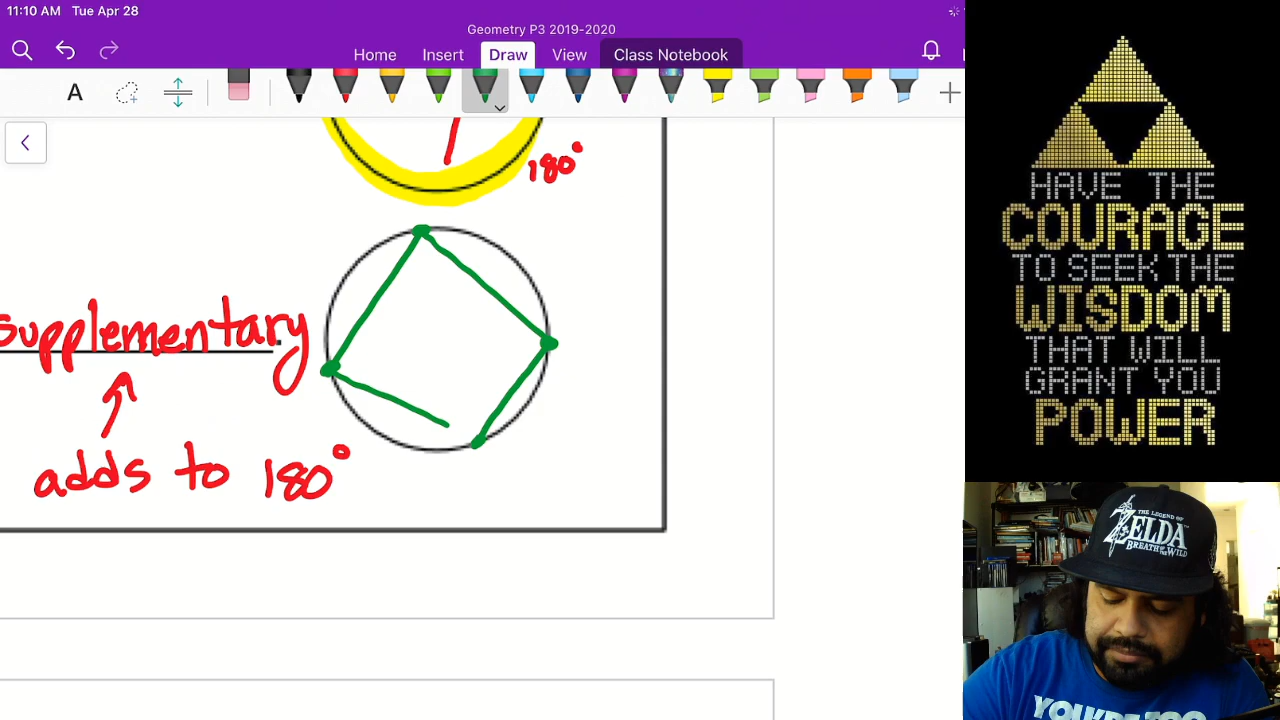 11:10 AM Tue Apr 28
Geometry P3 2019-2020
Home Insert Draw View Class Notebook
A
180°
supplementary
adds to 180°
HAVE THE
COURAGE
TO SEEK THE
WISDOM
THAT WILL
GRANT YOU
POWER
THE LEGEND OF
ZELDA
BREATH OF THE WILD